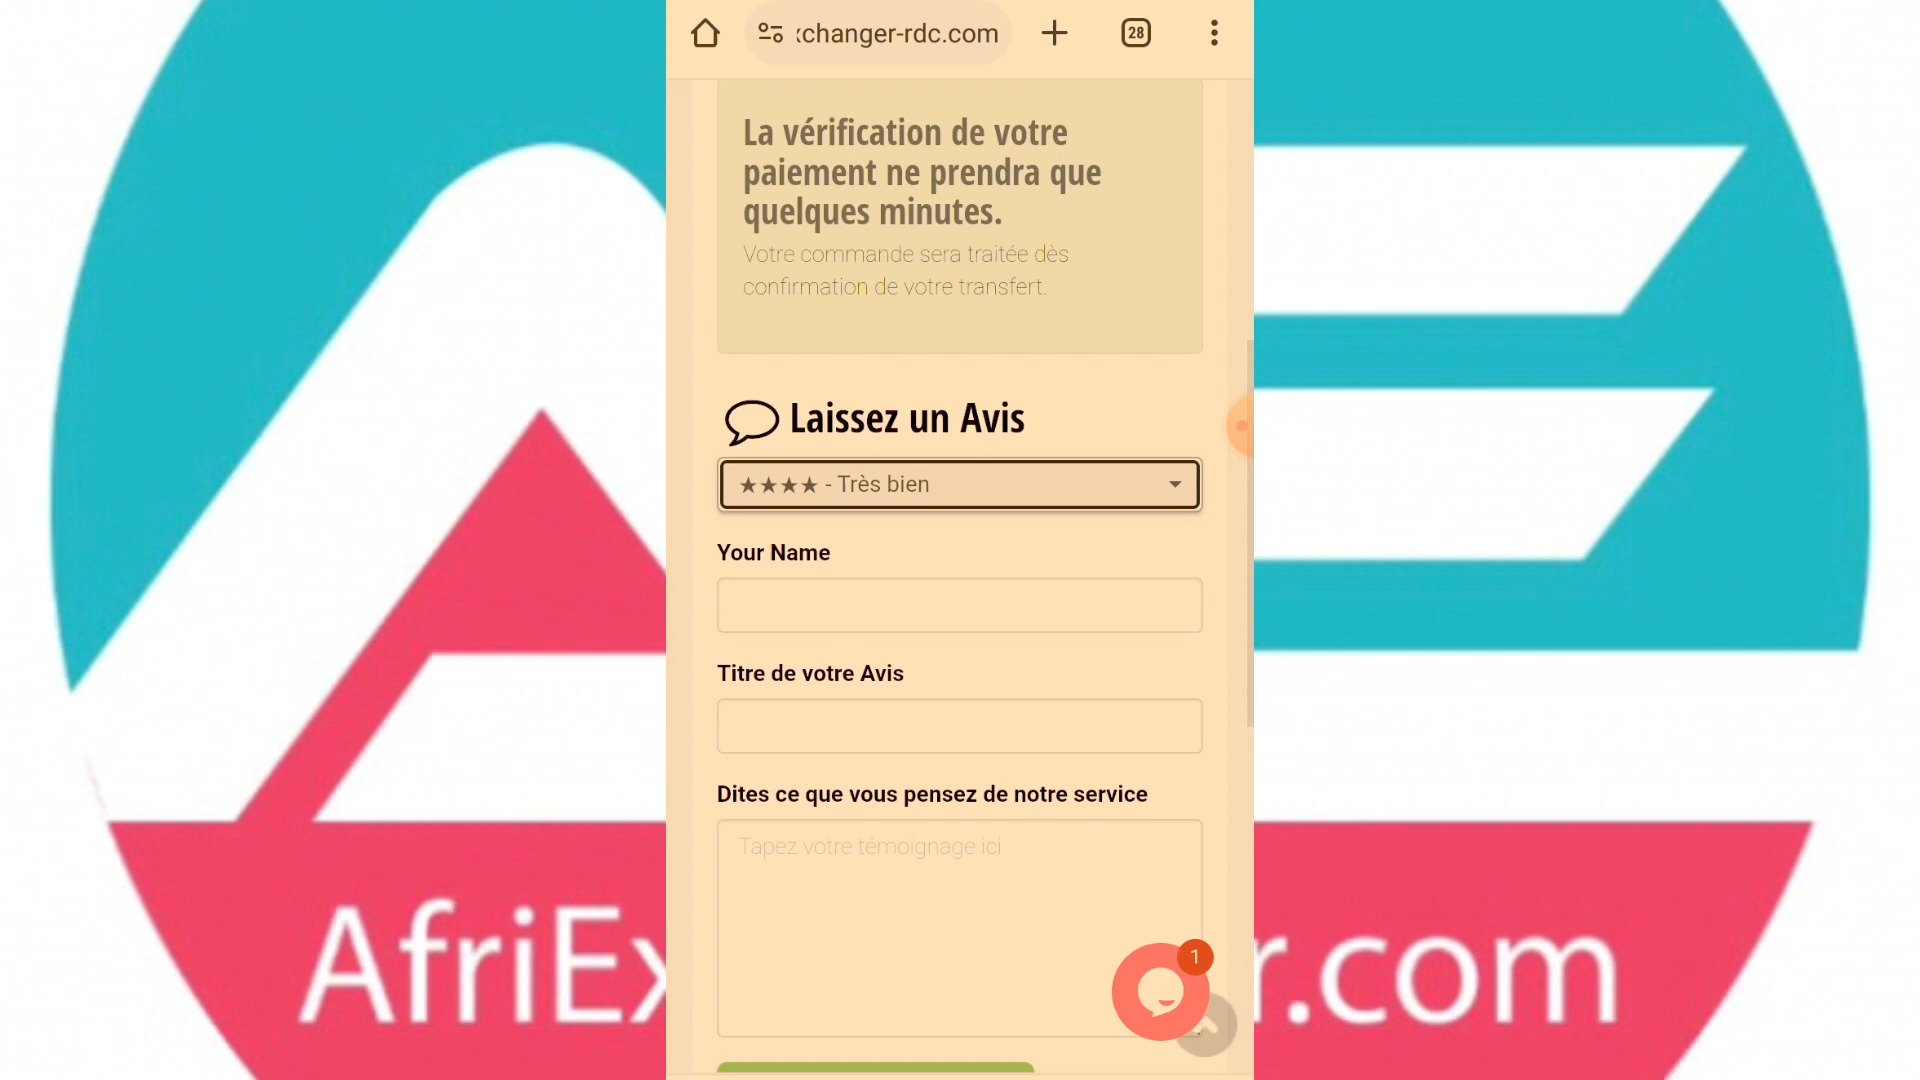 xchanger-rdc.com
28
La vérification de votre
paiement ne prendra que
quelques minutes.
Votre commande sera traitée dès
confirmation de votre transfert.
Laissez un Avis
★★★★ - Très bien
Your Name
Titre de votre Avis
Dites ce que vous pensez de notre service
Tapez votre témoignage ici
1
AfriEx
r.com